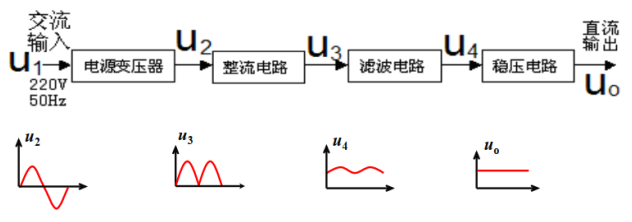 交流
输入
u1
220V
50Hz
电源变压器
u2
整流电路
u3
滤波电路
u4
稳压电路
直流
输出
uo
u2
u3
u4
uo